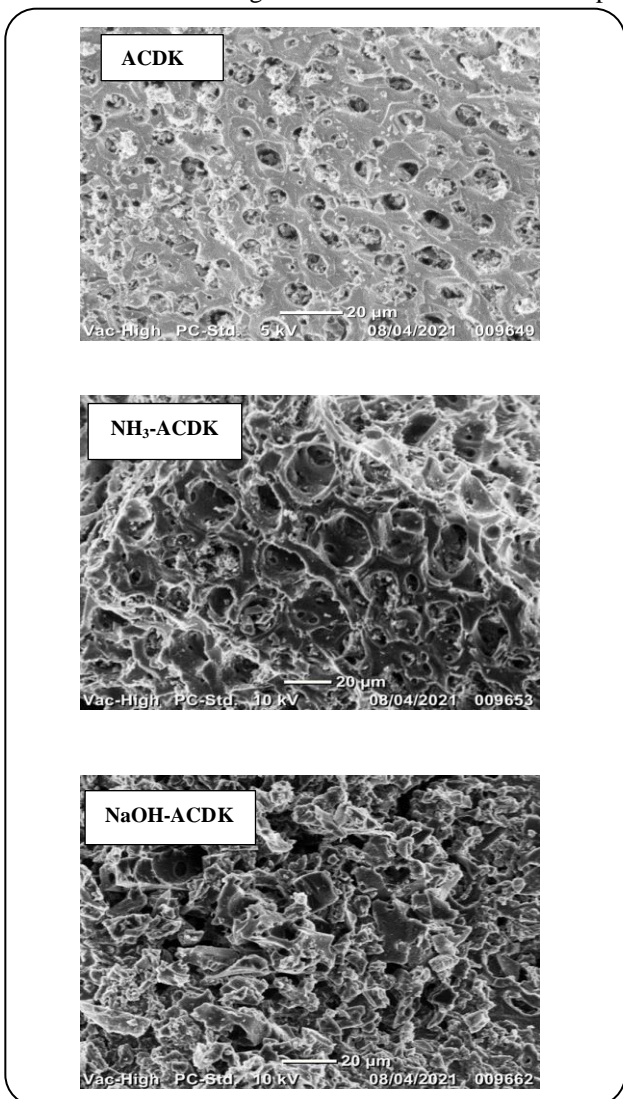 ACDK
20 µm
Vac-High PC-Std. 5 kV 08/04/2021 009649
NH₃-ACDK
20 µm
Vac-High PC-Std. 10 kV 08/04/2021 009653
NaOH-ACDK
20 µm
Vac-High PC-Std. 10 kV 08/04/2021 009662